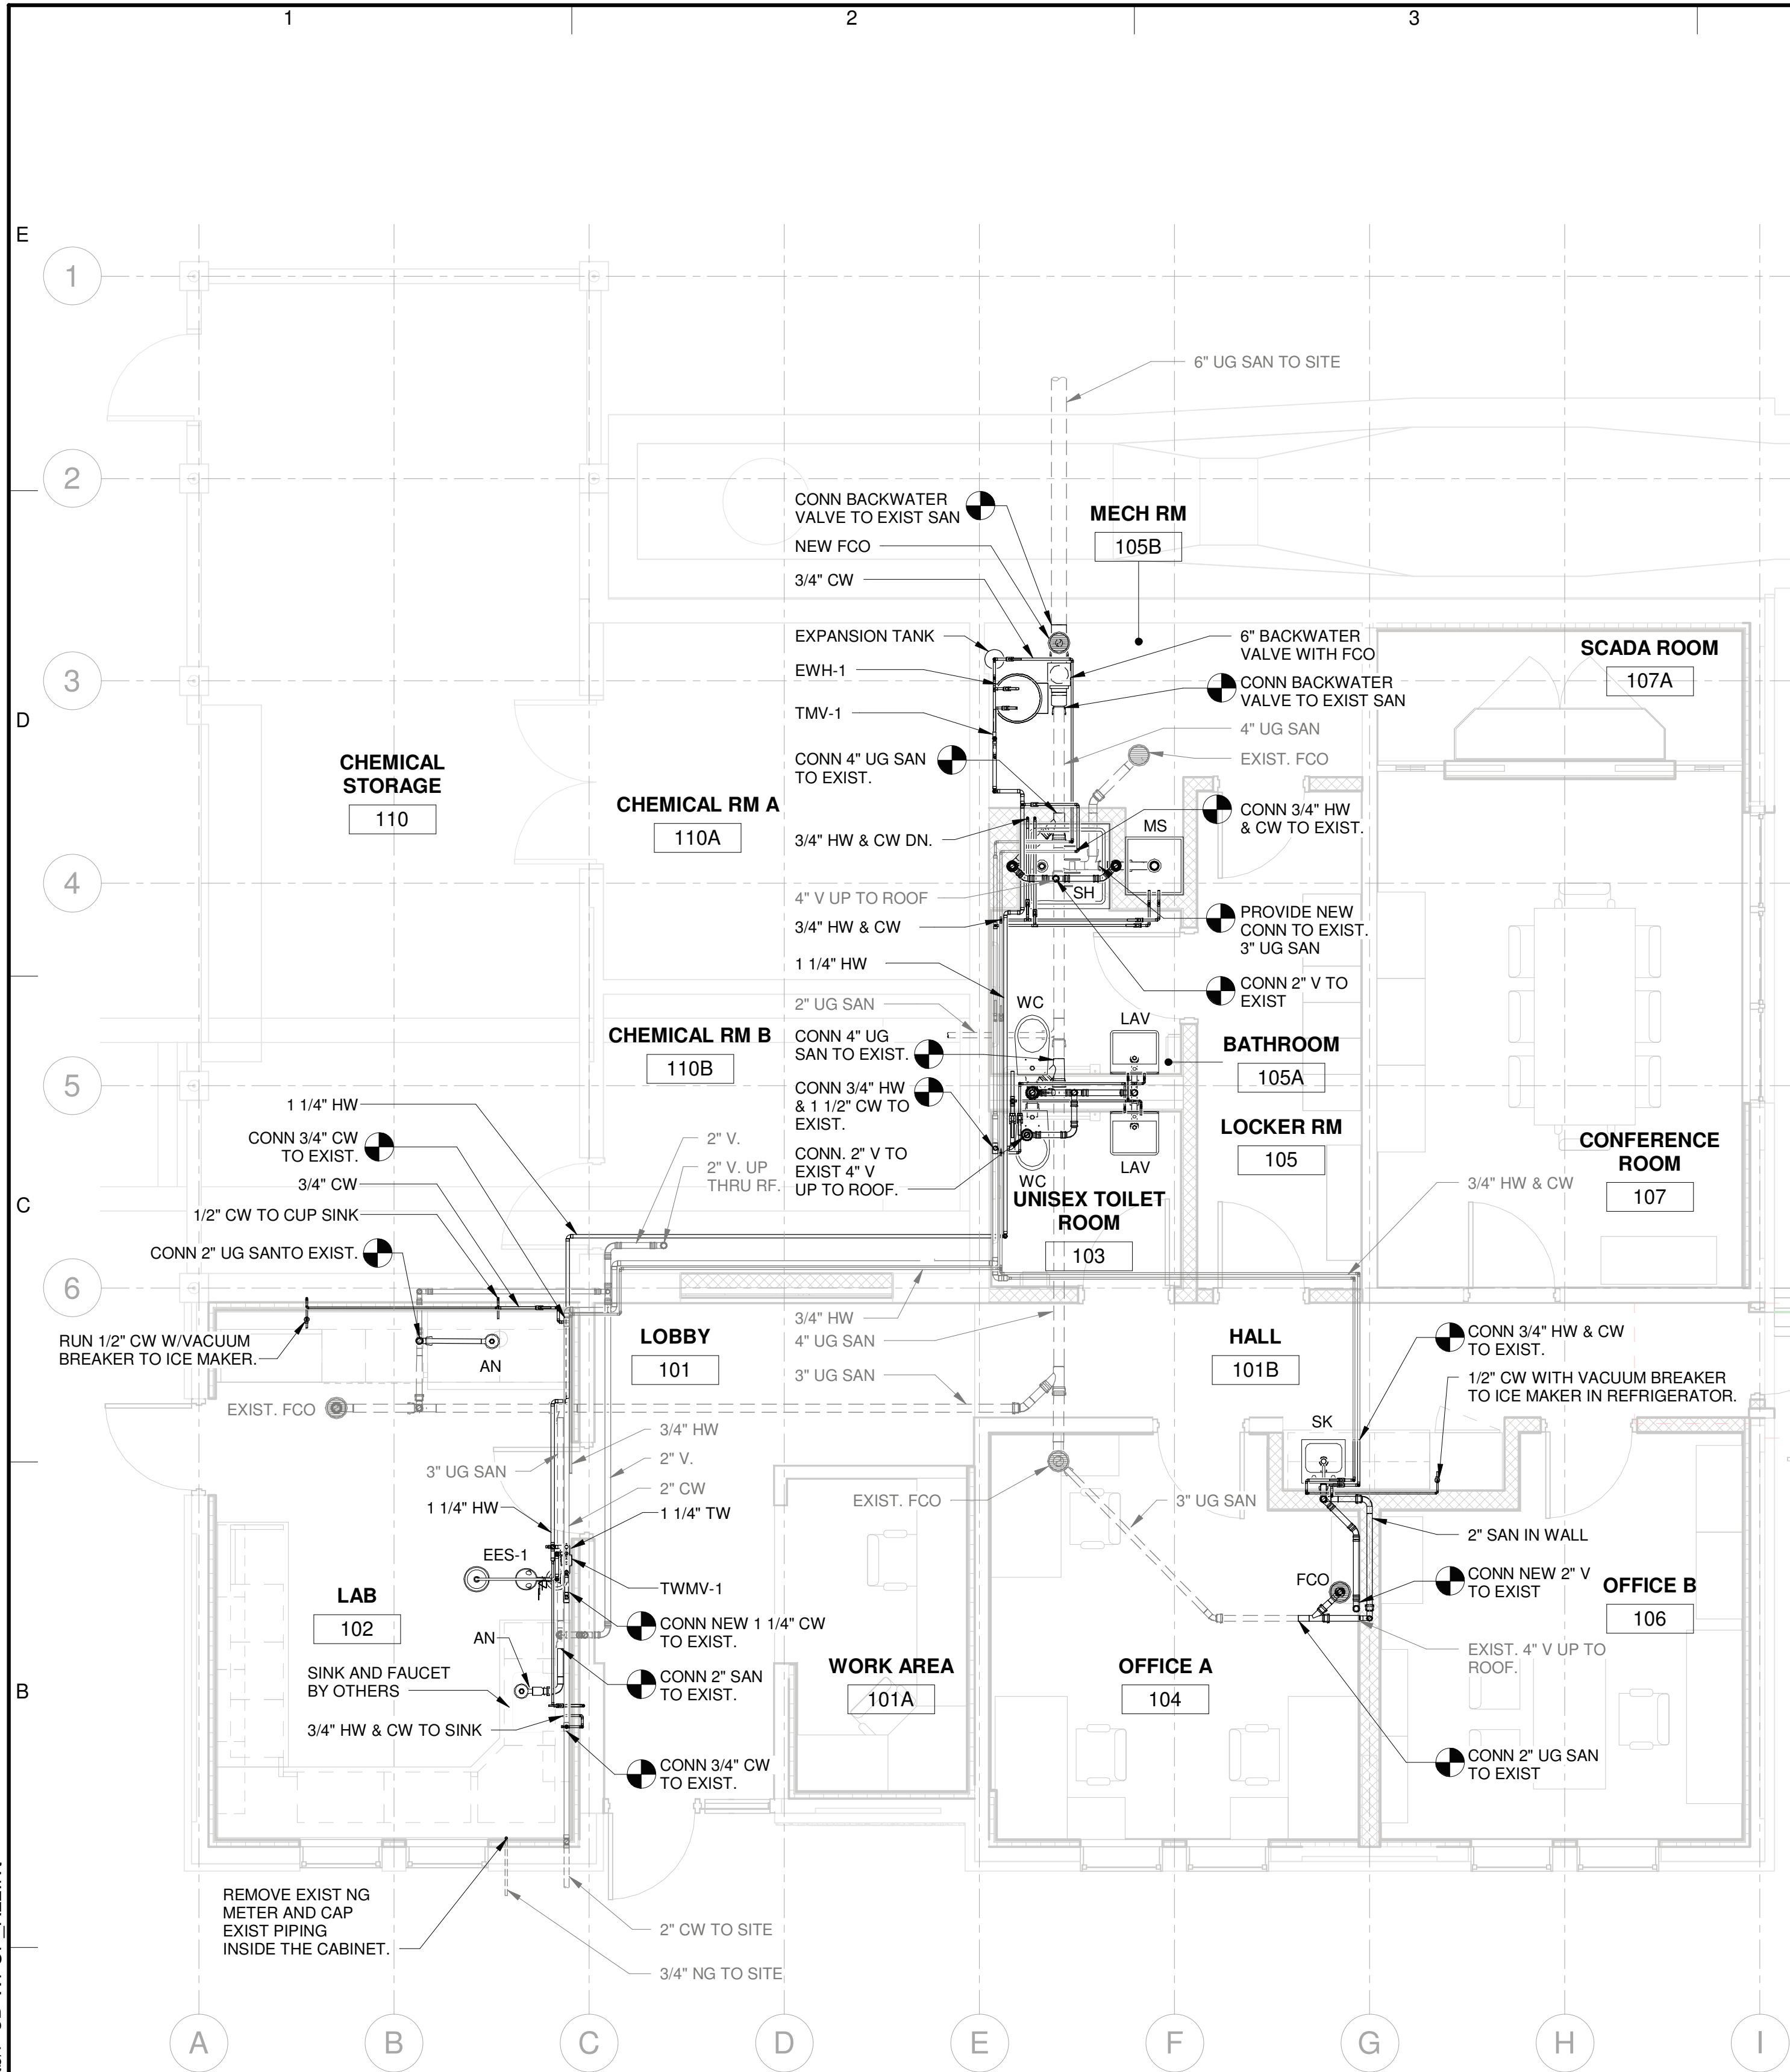 1
2
3
E
1
6" UG SAN TO SITE
2
CONN BACKWATER
VALVE TO EXIST SAN
MECH RM
105B
NEW FCO
3/4" CW
EXPANSION TANK
6" BACKWATER
VALVE WITH FCO
SCADA ROOM
107A
EWH-1
3
CONN BACKWATER
VALVE TO EXIST SAN
D
TMV-1
4" UG SAN
CONN 4" UG SAN
TO EXIST.
EXIST. FCO
CHEMICAL
STORAGE
110
CHEMICAL RM A
110A
CONN 3/4" HW
& CW TO EXIST.
MS
3/4" HW & CW DN.
4
4" V UP TO ROOF
SH
PROVIDE NEW
CONN TO EXIST.
3" UG SAN
3/4" HW & CW
1 1/4" HW
CONN 2" V TO
EXIST
2" UG SAN
WC
LAV
CHEMICAL RM B
110B
CONN 4" UG
SAN TO EXIST.
BATHROOM
105A
5
CONN 3/4" HW
& 1 1/2" CW TO
EXIST.
1 1/4" HW
LOCKER RM
105
CONN 3/4" CW
TO EXIST.
2" V.
CONN. 2" V TO
EXIST 4" V
UP TO ROOF.
2" V. UP
THRU RF.
WC
LAV
CONFERENCE
ROOM
107
3/4" HW & CW
3/4" CW
C
1/2" CW TO CUP SINK
UNISEX TOILET
ROOM
103
CONN 2" UG SANTO EXIST.
6
3/4" HW
LOBBY
101
4" UG SAN
HALL
101B
CONN 3/4" HW & CW
TO EXIST.
RUN 1/2" CW W/VACUUM
BREAKER TO ICE MAKER.
AN
3" UG SAN
1/2" CW WITH VACUUM BREAKER
TO ICE MAKER IN REFRIGERATOR.
EXIST. FCO
SK
3/4" HW
2" V.
3" UG SAN
2" CW
EXIST. FCO
3" UG SAN
1 1/4" HW
1 1/4" TW
2" SAN IN WALL
EES-1
TWMV-1
FCO
CONN NEW 2" V
TO EXIST
OFFICE B
106
LAB
102
CONN NEW 1 1/4" CW
TO EXIST.
AN
EXIST. 4" V UP TO
ROOF.
SINK AND FAUCET
BY OTHERS
CONN 2" SAN
TO EXIST.
WORK AREA
101A
OFFICE A
104
B
3/4" HW & CW TO SINK
CONN 3/4" CW
TO EXIST.
CONN 2" UG SAN
TO EXIST
REMOVE EXIST NG
METER AND CAP
EXIST PIPING
INSIDE THE CABINET.
2" CW TO SITE
3/4" NG TO SITE
A
B
C
D
E
F
G
H
I